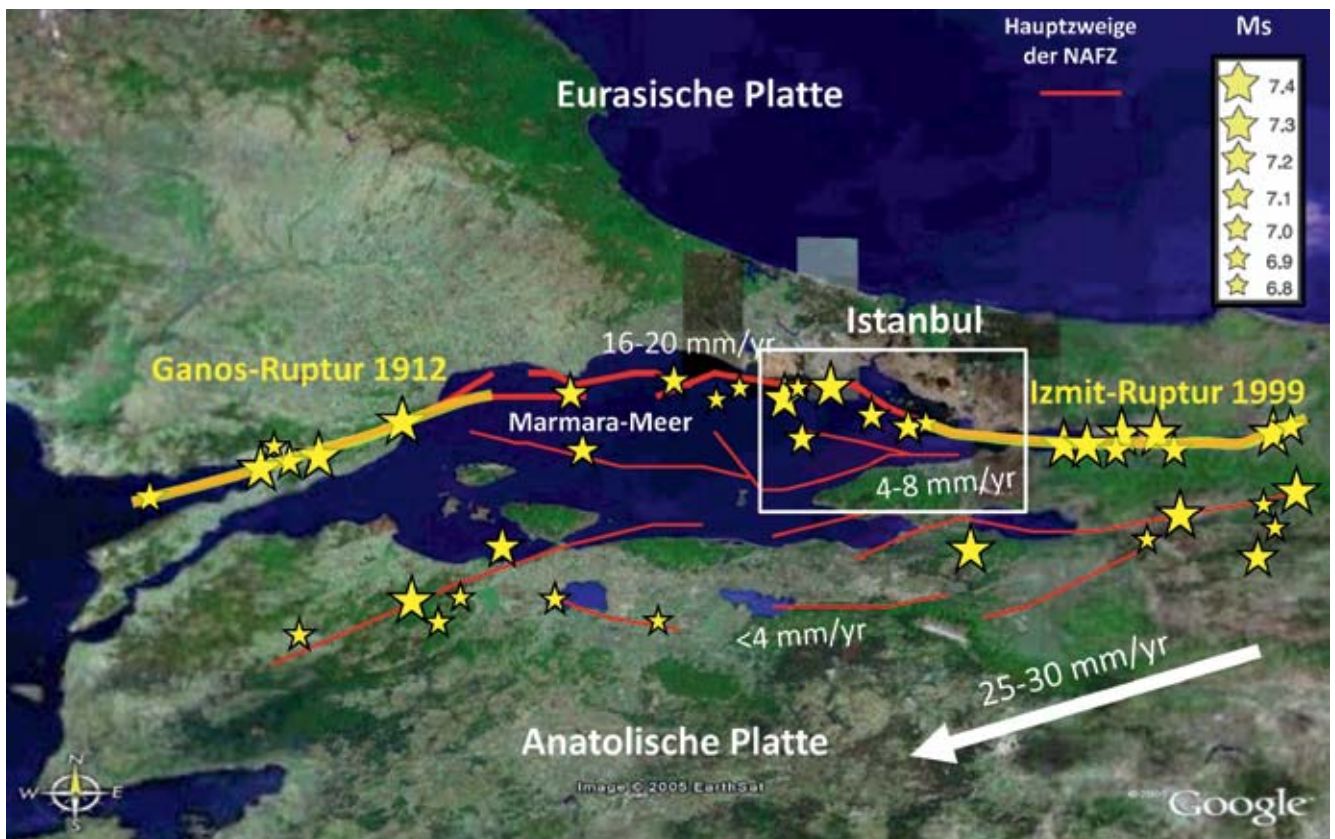 Hauptzweige
der NAFZ
Ms
7.4
7.3
7.2
7.1
7.0
6.9
6.8
Eurasische Platte
Istanbul
16-20 mm/yr
Ganos-Ruptur 1912
Izmit-Ruptur 1999
Marmara-Meer
4-8 mm/yr
<4 mm/yr
25-30 mm/yr
Anatolische Platte
N
W
E
S
Image © 2005 EarthSat
Google